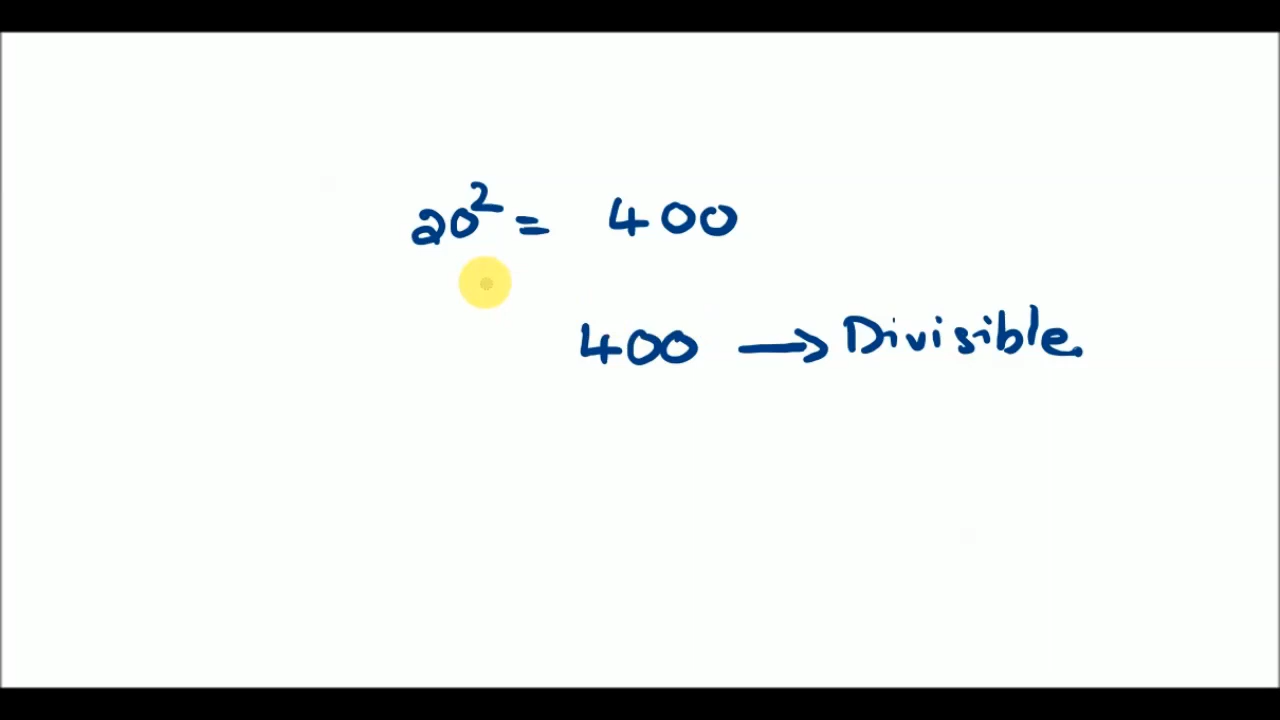 20² = 400
400 → Divisible